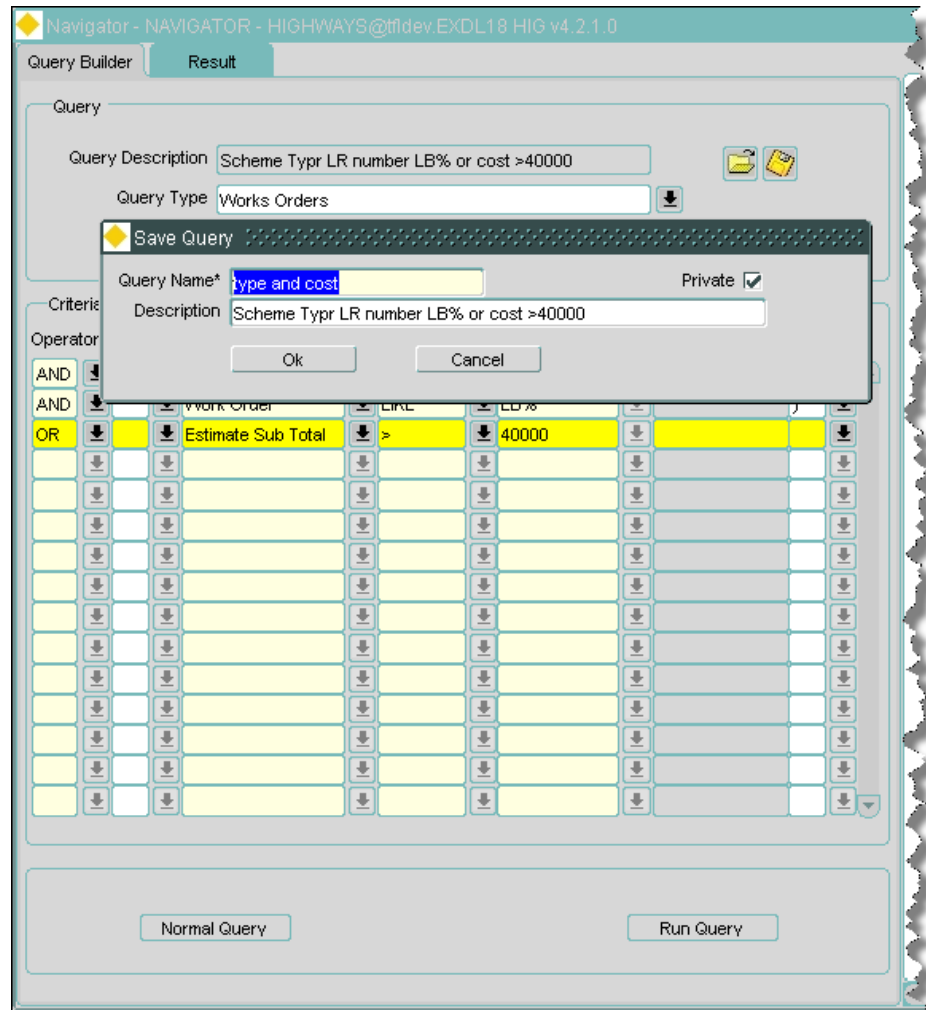 Navigator - NAVIGATOR - HIGHWAYS@tfldev.EXDL18 HIG v4.2.1.0
Query Builder Result
Query
Query Description Scheme Typr LR number LB% or cost >40000
Query Type Works Orders
Save Query
Query Name* type and cost Private
Description Scheme Typr LR number LB% or cost >40000
Ok Cancel
Criteria
Operator
AND
AND Work Order LIKE LB% )
OR Estimate Sub Total > 40000
Normal Query Run Query